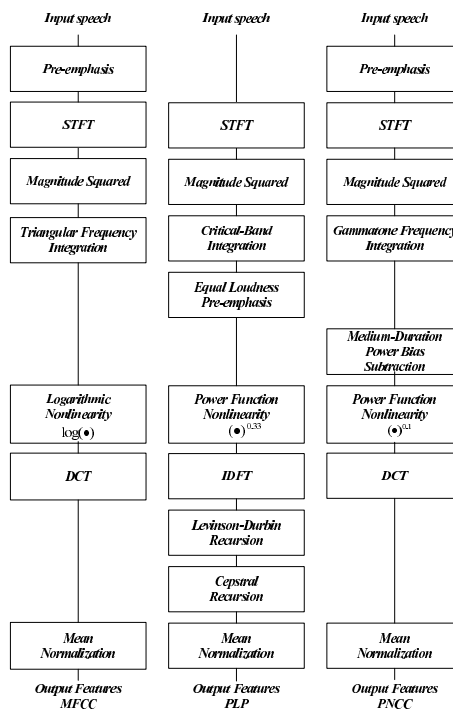 Input speech
Pre-emphasis
STFT
Magnitude Squared
Triangular Frequency
Integration
Logarithmic
Nonlinearity
log(●)
DCT
Mean
Normalization
Output Features
MFCC
Input speech
STFT
Magnitude Squared
Critical-Band
Integration
Equal Loudness
Pre-emphasis
Power Function
Nonlinearity
(●)^0.33
IDFT
Levinson-Durbin
Recursion
Cepstral
Recursion
Mean
Normalization
Output Features
PLP
Input speech
Pre-emphasis
STFT
Magnitude Squared
Gammatone Frequency
Integration
Medium-Duration
Power Bias
Subtraction
Power Function
Nonlinearity
(●)^0.1
DCT
Mean
Normalization
Output Features
PNCC